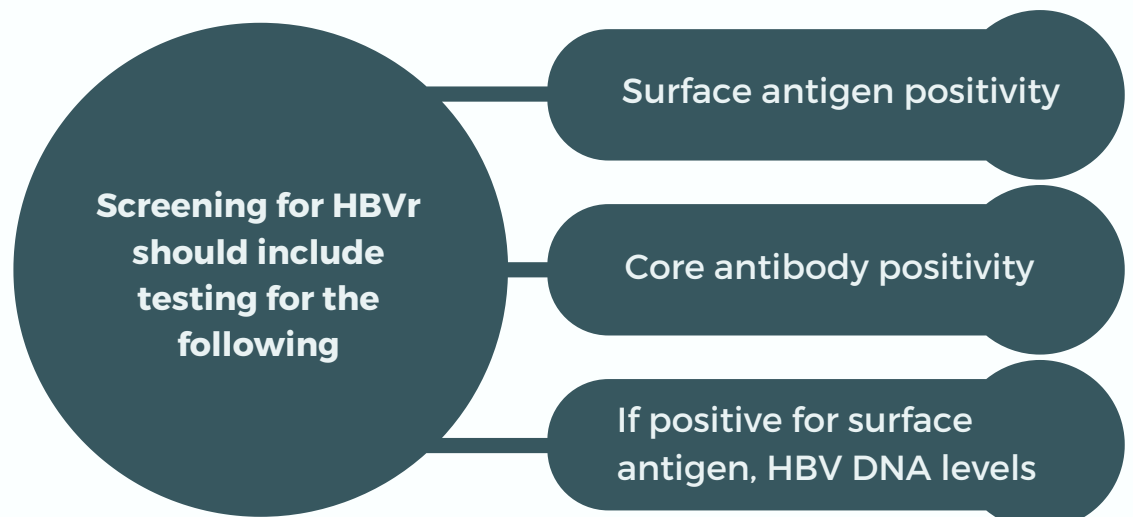 Screening for HBVr
should include
testing for the
following
Surface antigen positivity
Core antibody positivity
If positive for surface
antigen, HBV DNA levels